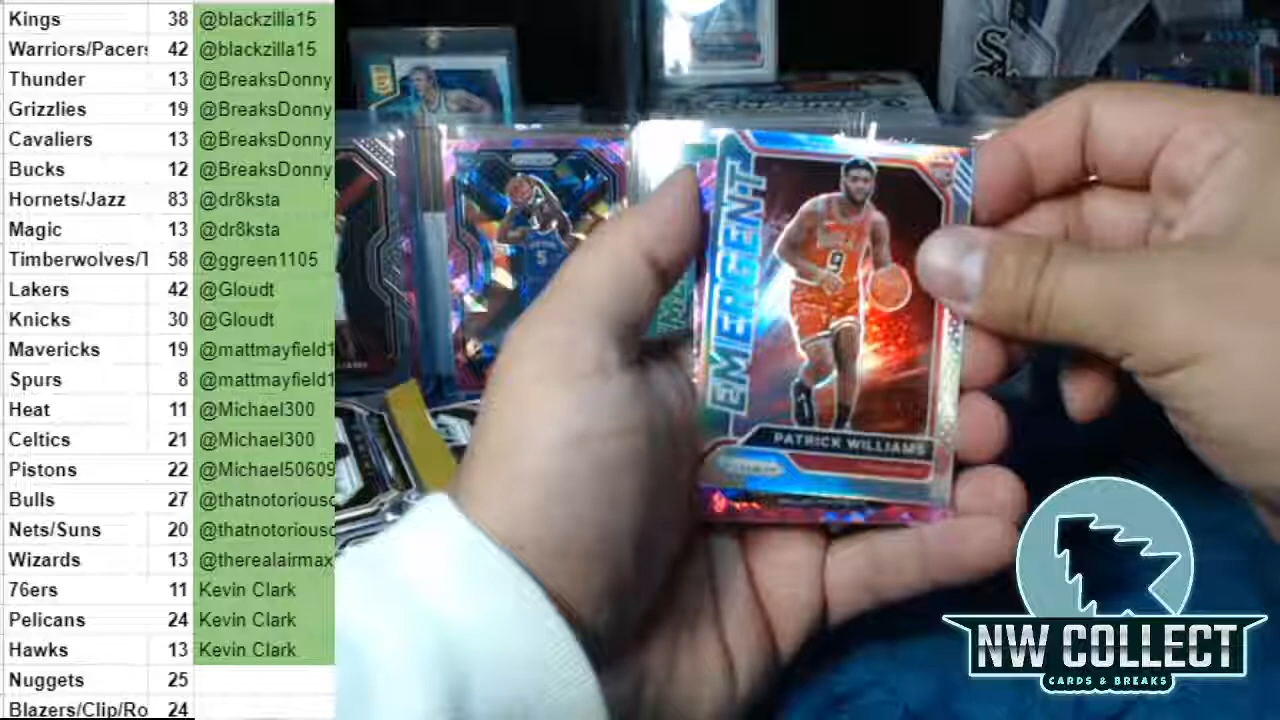 Kings 38 @blackzilla15
Warriors/Pacers 42 @blackzilla15
Thunder 13 @BreaksDonny
Grizzlies 19 @BreaksDonny
Cavaliers 13 @BreaksDonny
Bucks 12 @BreaksDonny
Hornets/Jazz 83 @dr8ksta
Magic 13 @dr8ksta
Timberwolves/T 58 @ggreen1105
Lakers 42 @Gloudt
Knicks 30 @Gloudt
Mavericks 19 @mattmayfield1
Spurs 8 @mattmayfield1
Heat 11 @Michael300
Celtics 21 @Michael300
Pistons 22 @Michael50609
Bulls 27 @thatnotoriousc
Nets/Suns 20 @thatnotoriousc
Wizards 13 @therealairmax
76ers 11 Kevin Clark
Pelicans 24 Kevin Clark
Hawks 13 Kevin Clark
Nuggets 25
Blazers/Clip/Ro 24
EMERGENT
9
PATRICK WILLIAMS
5
NW COLLECT
CARDS & BREAKS